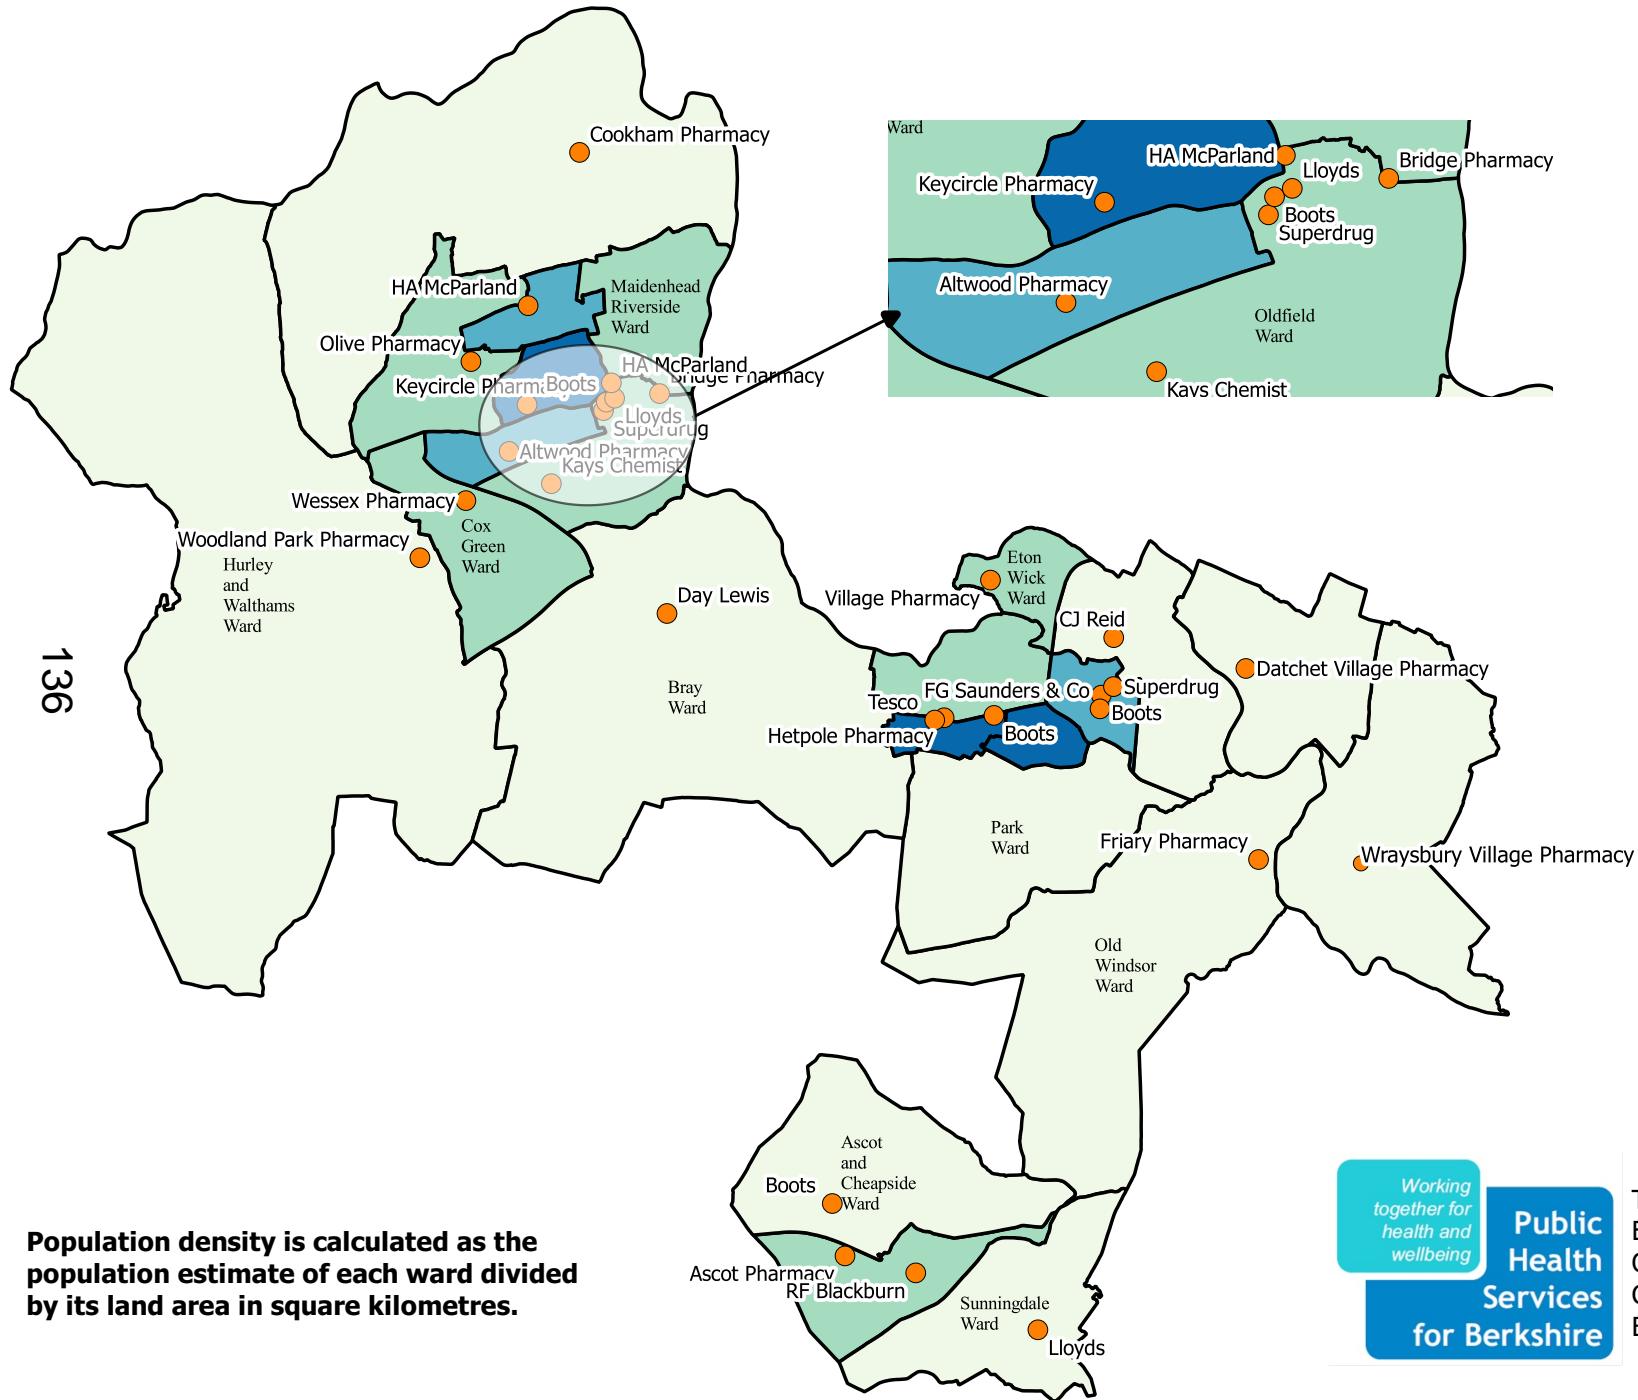 Cookham Pharmacy
HA McParland
Maidenhead
Riverside
Ward
Olive Pharmacy
HA McParland
Bridge Pharmacy
Keycircle Pharma
Boots
Lloyds
Superdrug
Altwood Pharmacy
Kays Chemist
Wessex Pharmacy
Cox
Green
Ward
Woodland Park Pharmacy
Hurley
and
Walthams
Ward
136
Day Lewis
Bray
Ward
Ward
HA McParland
Bridge Pharmacy
Lloyds
Keycircle Pharmacy
Boots
Superdrug
Altwood Pharmacy
Oldfield
Ward
Kays Chemist
Eton
Wick
Ward
Village Pharmacy
CJ Reid
Datchet Village Pharmacy
FG Saunders & Co
Superdrug
Tesco
Boots
Hetpole Pharmacy
Boots
Park
Ward
Friary Pharmacy
Wraysbury Village Pharmacy
Old
Windsor
Ward
Ascot
and
Cheapside
Ward
Boots
Ascot Pharmacy
RF Blackburn
Sunningdale
Ward
Lloyds
Population density is calculated as the
population estimate of each ward divided
by its land area in square kilometres.
Working
together for
health and
wellbeing
Public
Health
Services
for Berkshire